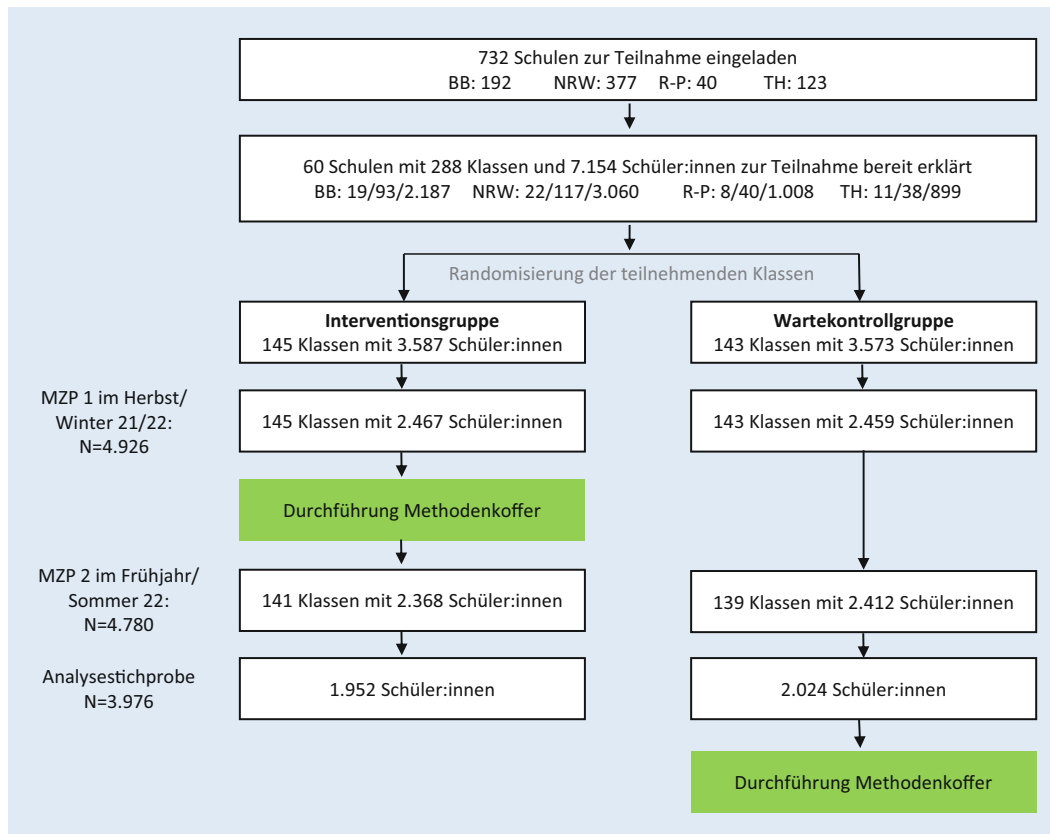 732 Schulen zur Teilnahme eingeladen
BB: 192 NRW: 377 R-P: 40 TH: 123
60 Schulen mit 288 Klassen und 7.154 Schüler:innen zur Teilnahme bereit erklärt
BB: 19/93/2.187 NRW: 22/117/3.060 R-P: 8/40/1.008 TH: 11/38/899
Randomisierung der teilnehmenden Klassen
Interventionsgruppe
145 Klassen mit 3.587 Schüler:innen
Wartekontrollgruppe
143 Klassen mit 3.573 Schüler:innen
MZP 1 im Herbst/
Winter 21/22:
N=4.926
145 Klassen mit 2.467 Schüler:innen
143 Klassen mit 2.459 Schüler:innen
Durchführung Methodenkoffer
MZP 2 im Frühjahr/
Sommer 22:
N=4.780
141 Klassen mit 2.368 Schüler:innen
139 Klassen mit 2.412 Schüler:innen
Analysestichprobe
N=3.976
1.952 Schüler:innen
2.024 Schüler:innen
Durchführung Methodenkoffer